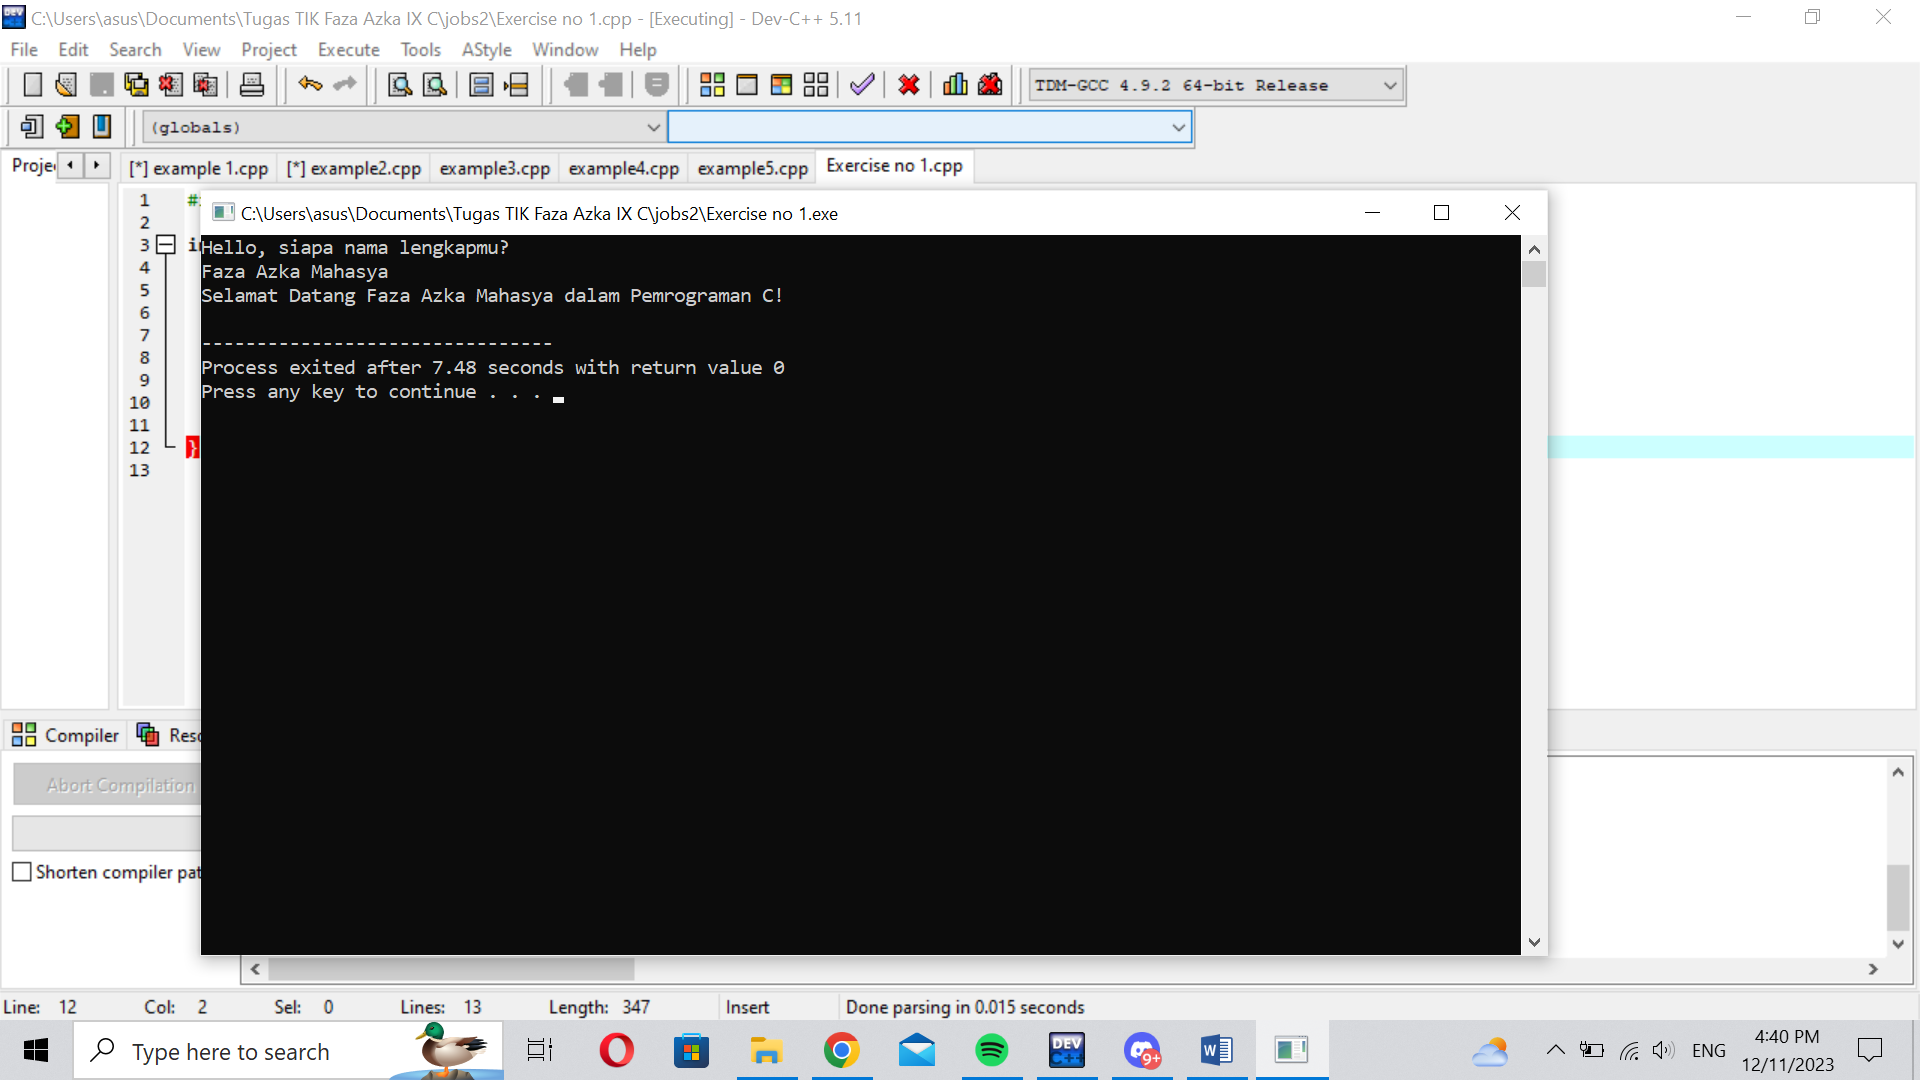 C:\Users\asus\Documents\Tugas TIK Faza Azka IX C\jobs2\Exercise no 1.cpp - [Executing] - Dev-C++ 5.11
File Edit Search View Project Execute Tools AStyle Window Help
TDM-GCC 4.9.2 64-bit Release
(globals)
[*] example 1.cpp [*] example2.cpp example3.cpp example4.cpp example5.cpp Exercise no 1.cpp
1 #
2
3
4
5
6
7
8
9
10
11
12 }
13
C:\Users\asus\Documents\Tugas TIK Faza Azka IX C\jobs2\Exercise no 1.exe
Hello, siapa nama lengkapmu?
Faza Azka Mahasya
Selamat Datang Faza Azka Mahasya dalam Pemrograman C!
--------------------------------
Process exited after 7.48 seconds with return value 0
Press any key to continue . . .
Compiler
Abort Compilation
Shorten compiler
Line: 12 Col: 2 Sel: 0 Lines: 13 Length: 347 Insert Done parsing in 0.015 seconds
Type here to search
DEV C++
9+
W
ENG
4:40 PM
12/11/2023